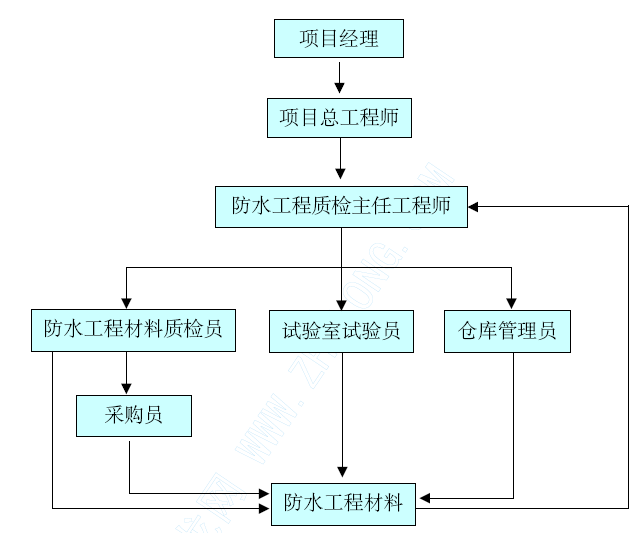 项目经理
项目总工程师
防水工程质检主任工程师
防水工程材料质检员
试验室试验员
仓库管理员
采购员
防水工程材料